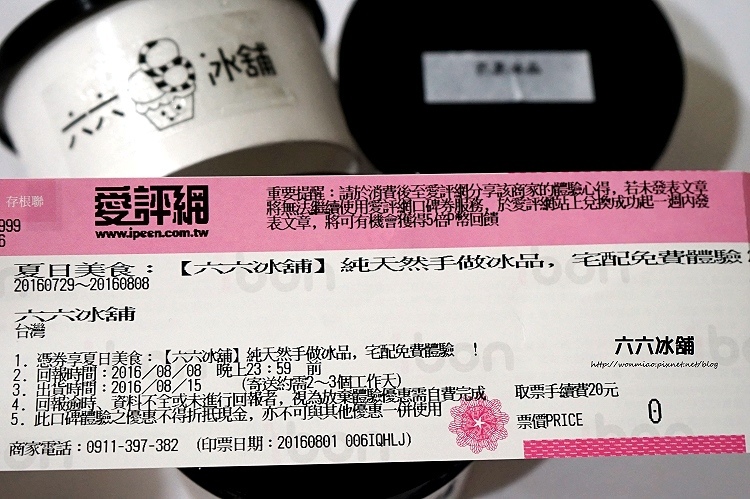 六六 冰舖
存根聯
999
6
愛評網
www.ipeen.com.tw
重要提醒：請於消費後至愛評網分享該商家的體驗心得，若未發表文章
將無法繼續使用愛評網口碑券服務，於愛評網站上兌換成功起一週內發
表文章，將可有機會獲得5倍P幣回饋
夏日美食：【六六冰舖】純天然手做冰品，宅配免費體驗
20160729～20160808
六六冰舖
台灣
1. 憑券享夏日美食：【六六冰舖】純天然手做冰品，宅配免費體驗 ！
2. 回報時間：2016／08／08 晚上23：59 前
3. 出貨時間：2016／08／15 （寄送約需2～3個工作天）
4. 回報逾時，資料不全或未進行回報者，視為放棄體驗優惠需自費完成
5. 此口碑體驗之優惠不得折抵現金，亦不可與其他優惠一併使用
商家電話：0911-397-382 （印票日期：20160801 006IQHLJ）
六六冰舖
http://wonmiao.pixnet.net/blog
取票手續費20元
票價PRICE 0